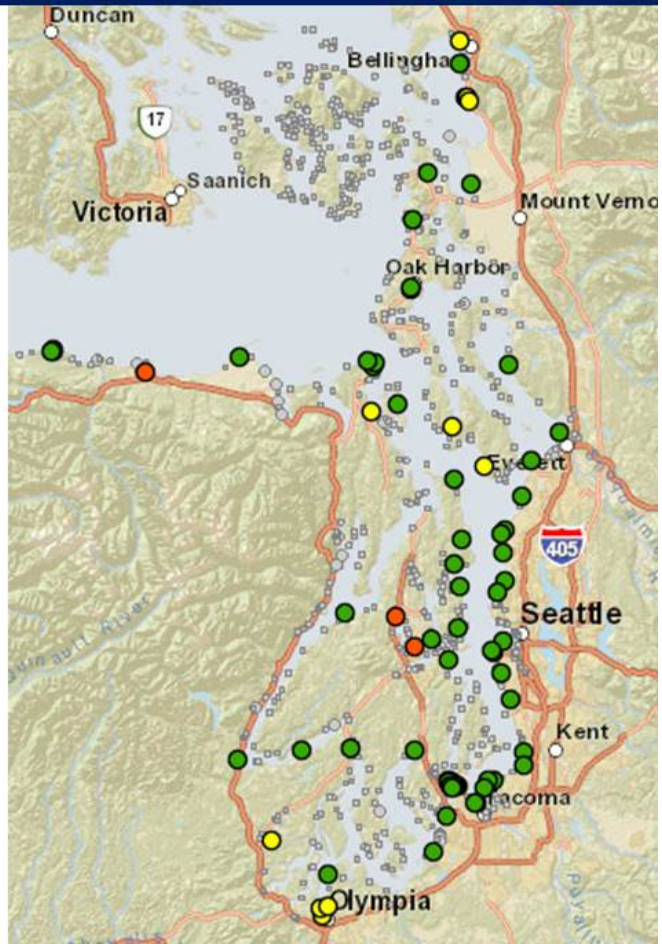 Duncan
Bellingha
17
Saanich
Victoria
Mount Verno
Oak Harbor
Everett
405
Seattle
Kent
Tacoma
Olympia